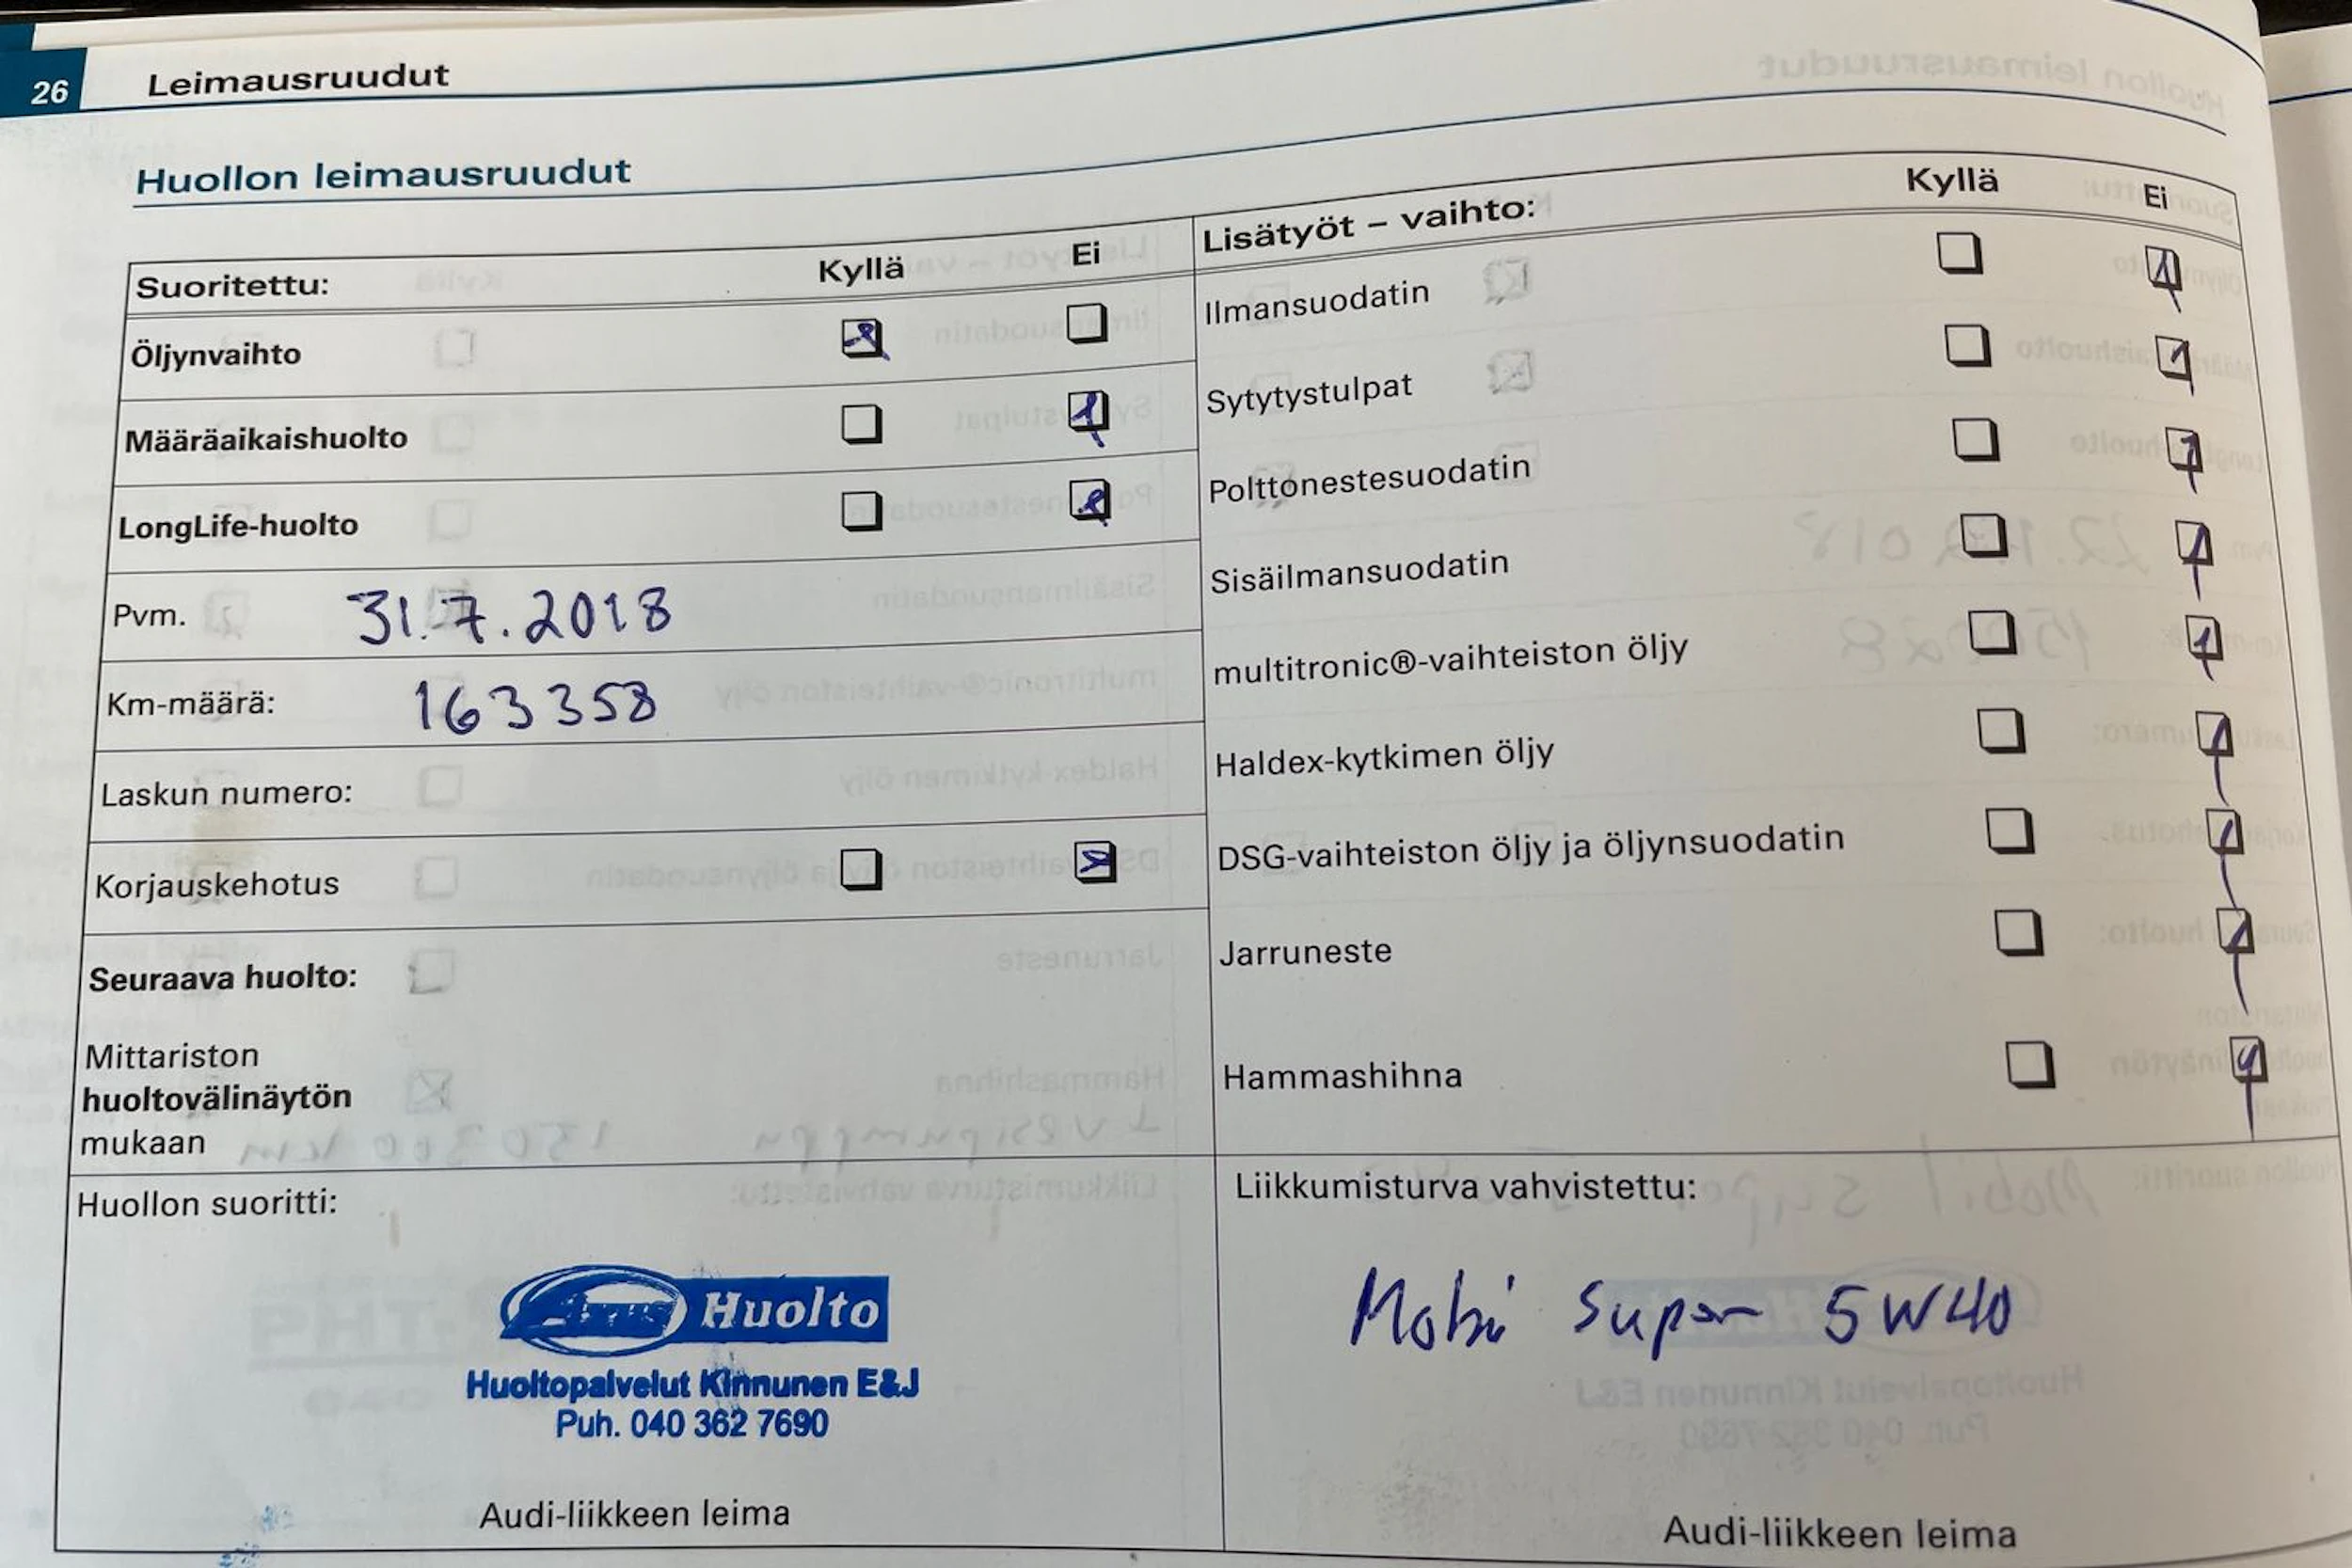 26 Leimausruudut
Huollon leimausruudut
Suoritettu: Kyllä Ei
Öljynvaihto
Määräaikaishuolto
LongLife-huolto
Pvm. 31.7.2018
Km-määrä: 163358
Laskun numero:
Korjauskehotus
Seuraava huolto:
Mittariston
huoltovälinäytön
mukaan
Huollon suoritti:
Huolto
Huoltopalvelut Kinnunen E&J
Puh. 040 362 7690
Audi-liikkeen leima
Lisätyöt – vaihto: Kyllä Ei
Ilmansuodatin
Sytytystulpat
Polttonestesuodatin
Sisäilmansuodatin
multitronic®-vaihteiston öljy
Haldex-kytkimen öljy
DSG-vaihteiston öljy ja öljynsuodatin
Jarruneste
Hammashihna
Liikkumisturva vahvistettu:
Mobil Super 5W40
Audi-liikkeen leima